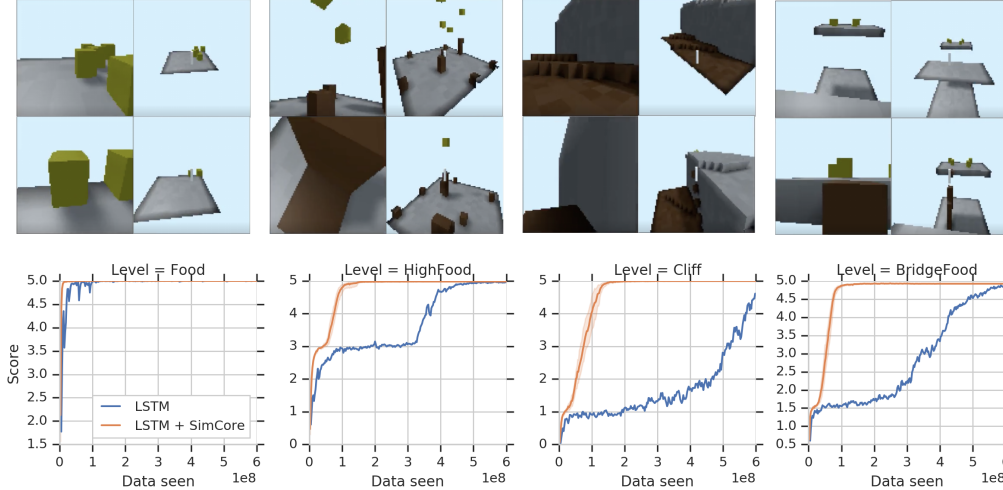 Level = Food
Level = HighFood
Level = Cliff
Level = BridgeFood
Score
5.0
4.5
4.0
3.5
3.0
2.5
2.0
1.5
LSTM
LSTM + SimCore
0 1 2 3 4 5 6
Data seen
1e8
5
4
3
2
1
0
0 1 2 3 4 5 6
Data seen
1e8
5
4
3
2
1
0
0 1 2 3 4 5 6
Data seen
1e8
5.0
4.5
4.0
3.5
3.0
2.5
2.0
1.5
1.0
0.5
0 1 2 3 4 5 6
Data seen
1e8